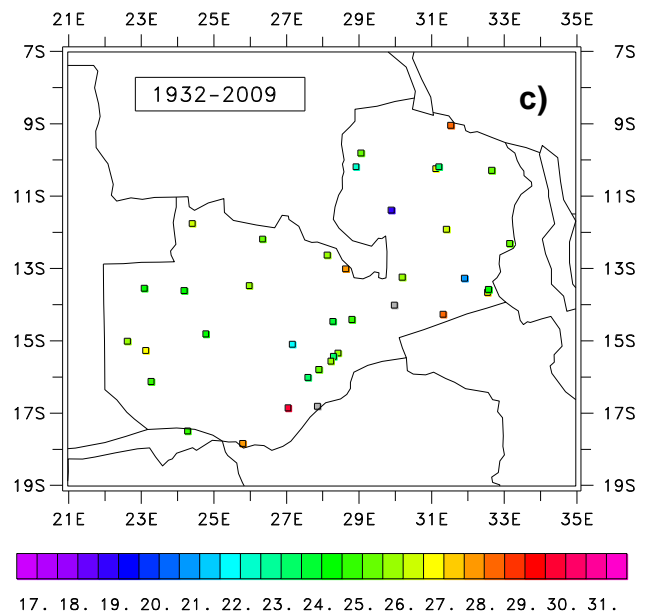 21E 23E 25E 27E 29E 31E 33E 35E
7S 7S
1932-2009 c)
9S 9S
11S 11S
13S 13S
15S 15S
17S 17S
19S 19S
21E 23E 25E 27E 29E 31E 33E 35E
17. 18. 19. 20. 21. 22. 23. 24. 25. 26. 27. 28. 29. 30. 31.